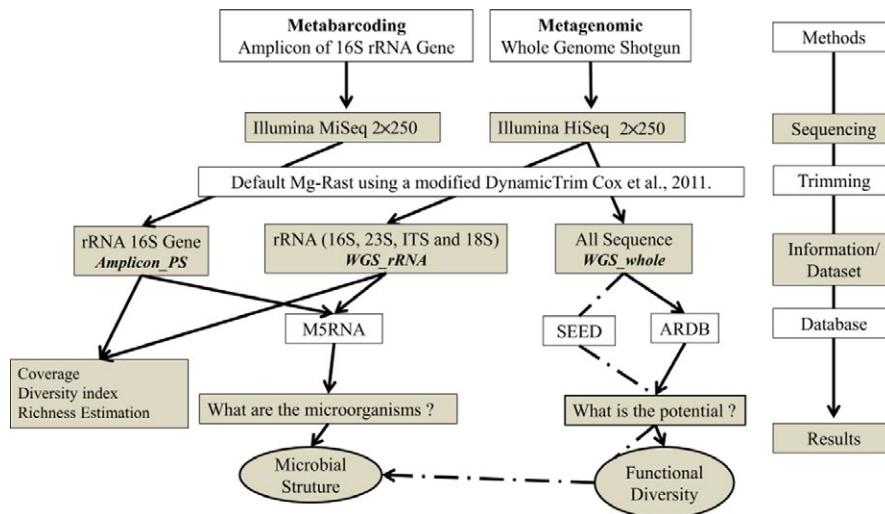 Metabarcoding
Amplicon of 16S rRNA Gene
Metagenomic
Whole Genome Shotgun
Methods
Illumina MiSeq 2×250
Illumina HiSeq 2×250
Sequencing
Default Mg-Rast using a modified DynamicTrim Cox et al., 2011.
Trimming
rRNA 16S Gene
Amplicon_PS
rRNA (16S, 23S, ITS and 18S)
WGS_rRNA
All Sequence
WGS_whole
Information/
Dataset
M5RNA
SEED
ARDB
Database
Coverage
Diversity index
Richness Estimation
What are the microorganisms ?
What is the potential ?
Results
Microbial
Struture
Functional
Diversity